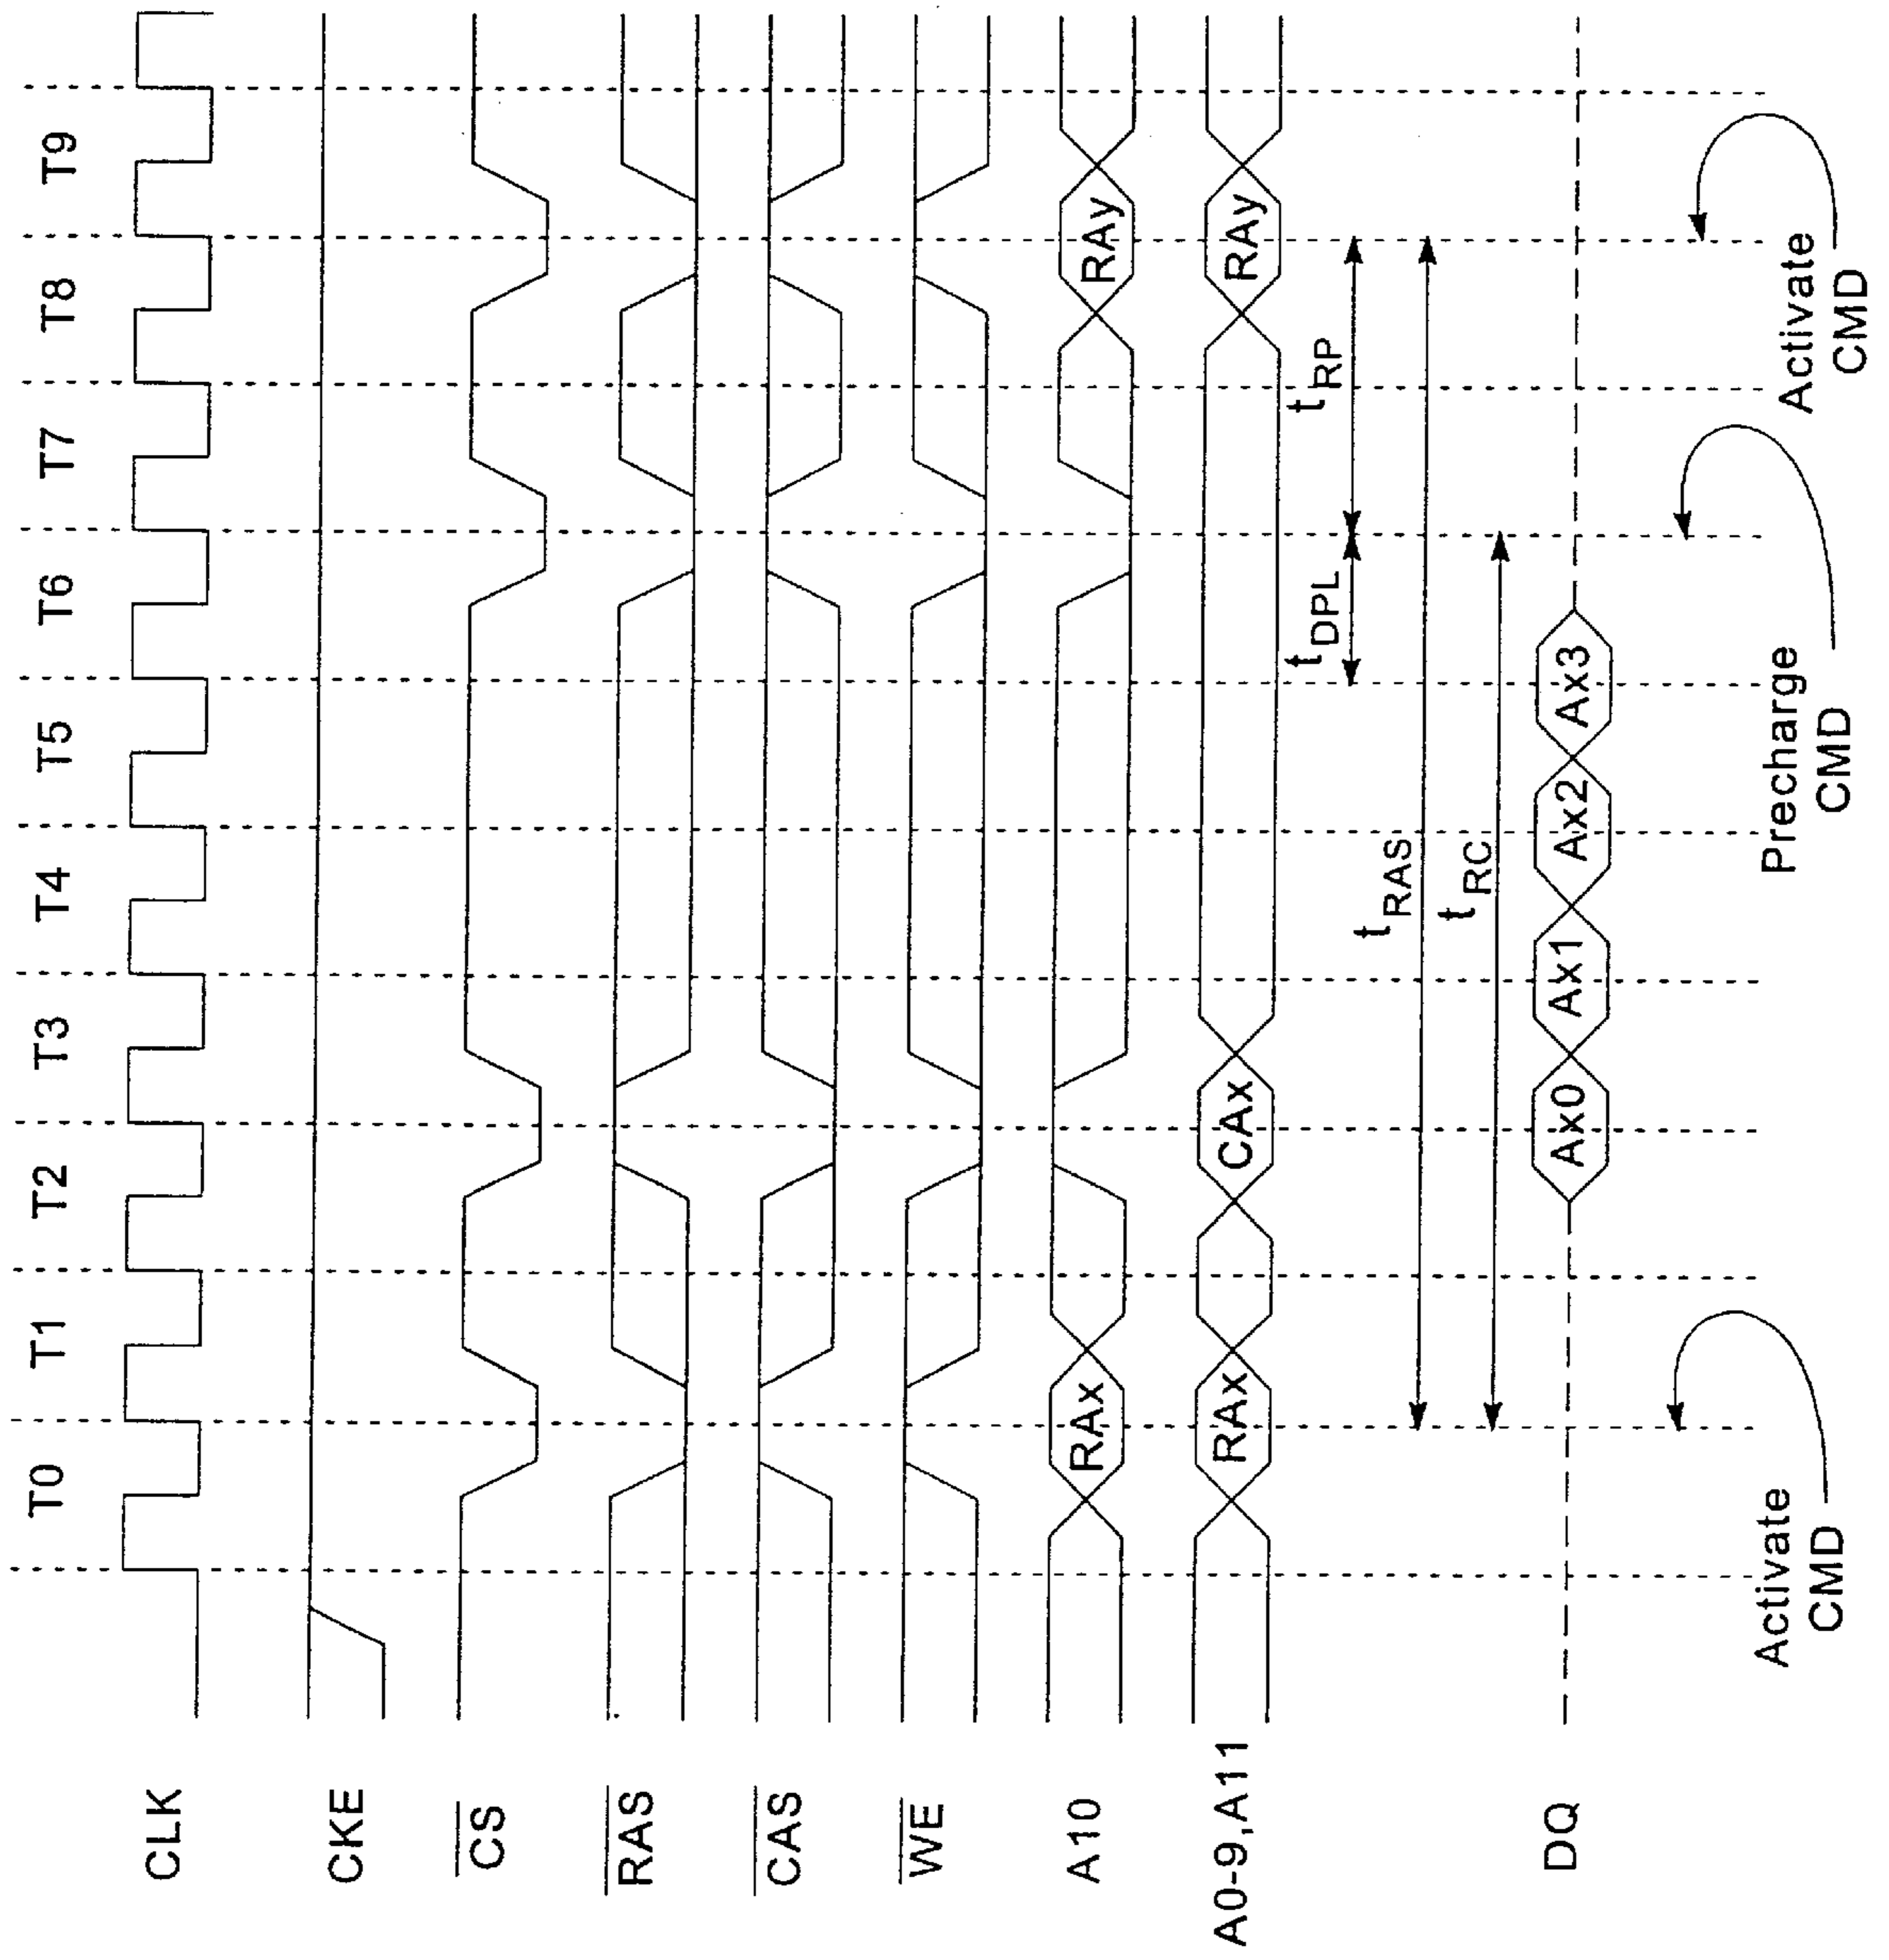 T0 T1 T2 T3 T4 T5 T6 T7 T8 T9
CLK
CKE
CS
RAS
CAS
WE
A10 RAx RAy
A0-9,A11 RAx CAx RAy
tDPL tRP
tRAS
tRC
DQ Ax0 Ax1 Ax2 Ax3
Activate
CMD
Precharge
CMD
Activate
CMD